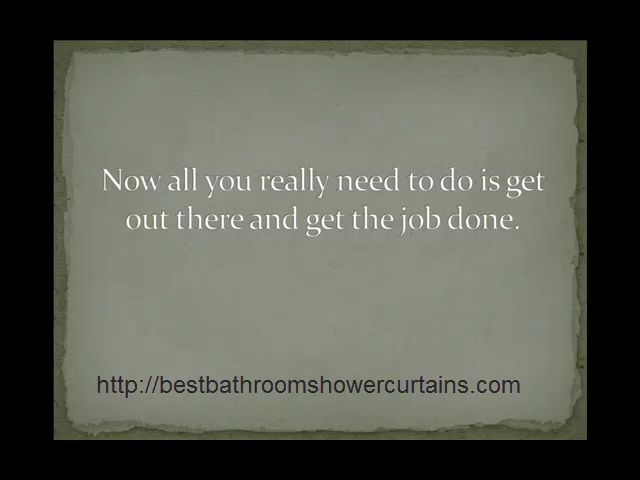 Now all you really need to do is get
out there and get the job done.
http://bestbathroomshowercurtains.com